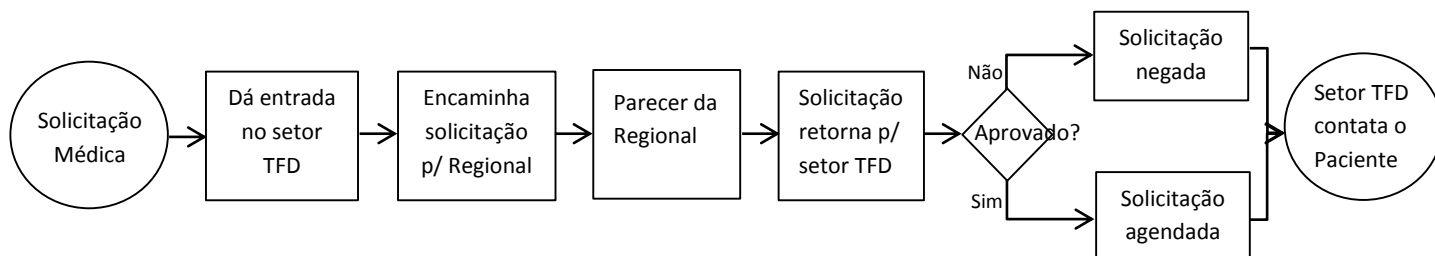 Solicitação
Médica
Dá entrada
no setor
TFD
Encaminha
solicitação
p/ Regional
Parecer da
Regional
Solicitação
retorna p/
setor TFD
Não
Aprovado?
Sim
Solicitação
negada
Solicitação
agendada
Setor TFD
contata o
Paciente